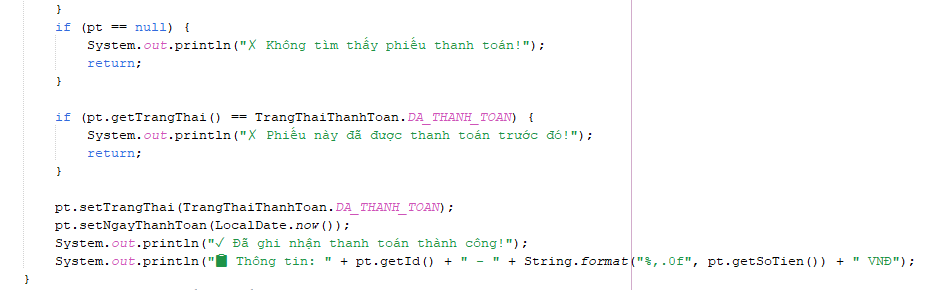 }
if (pt == null) {
System.out.println("✗ Không tìm thấy phiếu thanh toán!");
return;
}
if (pt.getTrangThai() == TrangThaiThanhToan.DA_THANH_TOAN) {
System.out.println("✗ Phiếu này đã được thanh toán trước đó!");
return;
}
pt.setTrangThai(TrangThaiThanhToan.DA_THANH_TOAN);
pt.setNgayThanhToan(LocalDate.now());
System.out.println("✓ Đã ghi nhận thanh toán thành công!");
System.out.println("📗 Thông tin: " + pt.getId() + " - " + String.format("%,.0f", pt.getSoTien()) + " VNĐ");
}